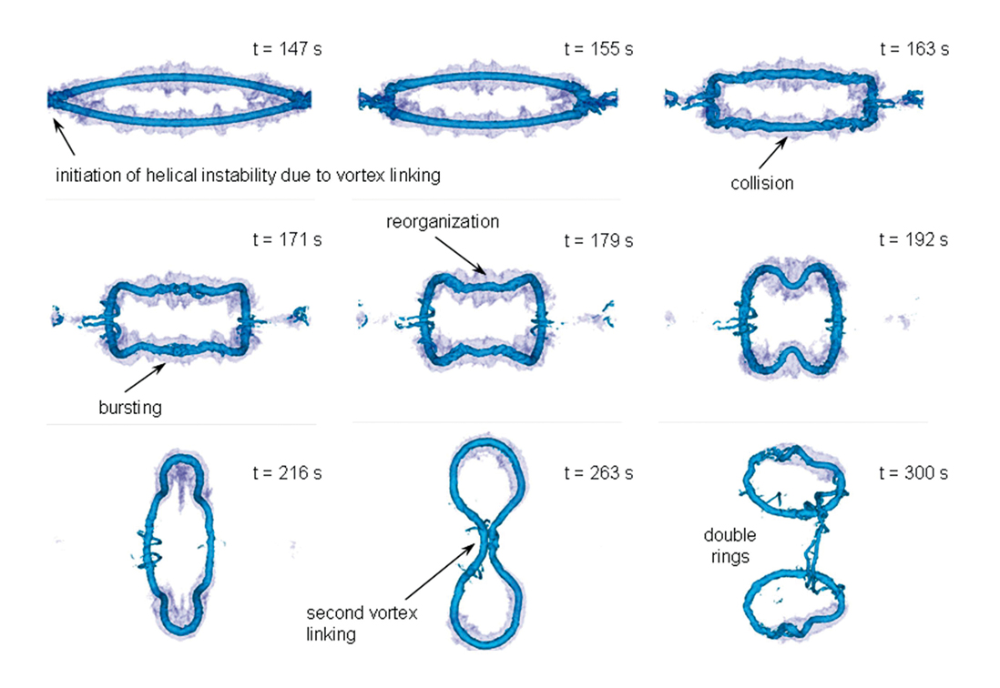 t = 147 s
t = 155 s
t = 163 s
initiation of helical instability due to vortex linking
collision
reorganization
t = 171 s
t = 179 s
t = 192 s
bursting
t = 216 s
t = 263 s
t = 300 s
double
rings
second vortex
linking